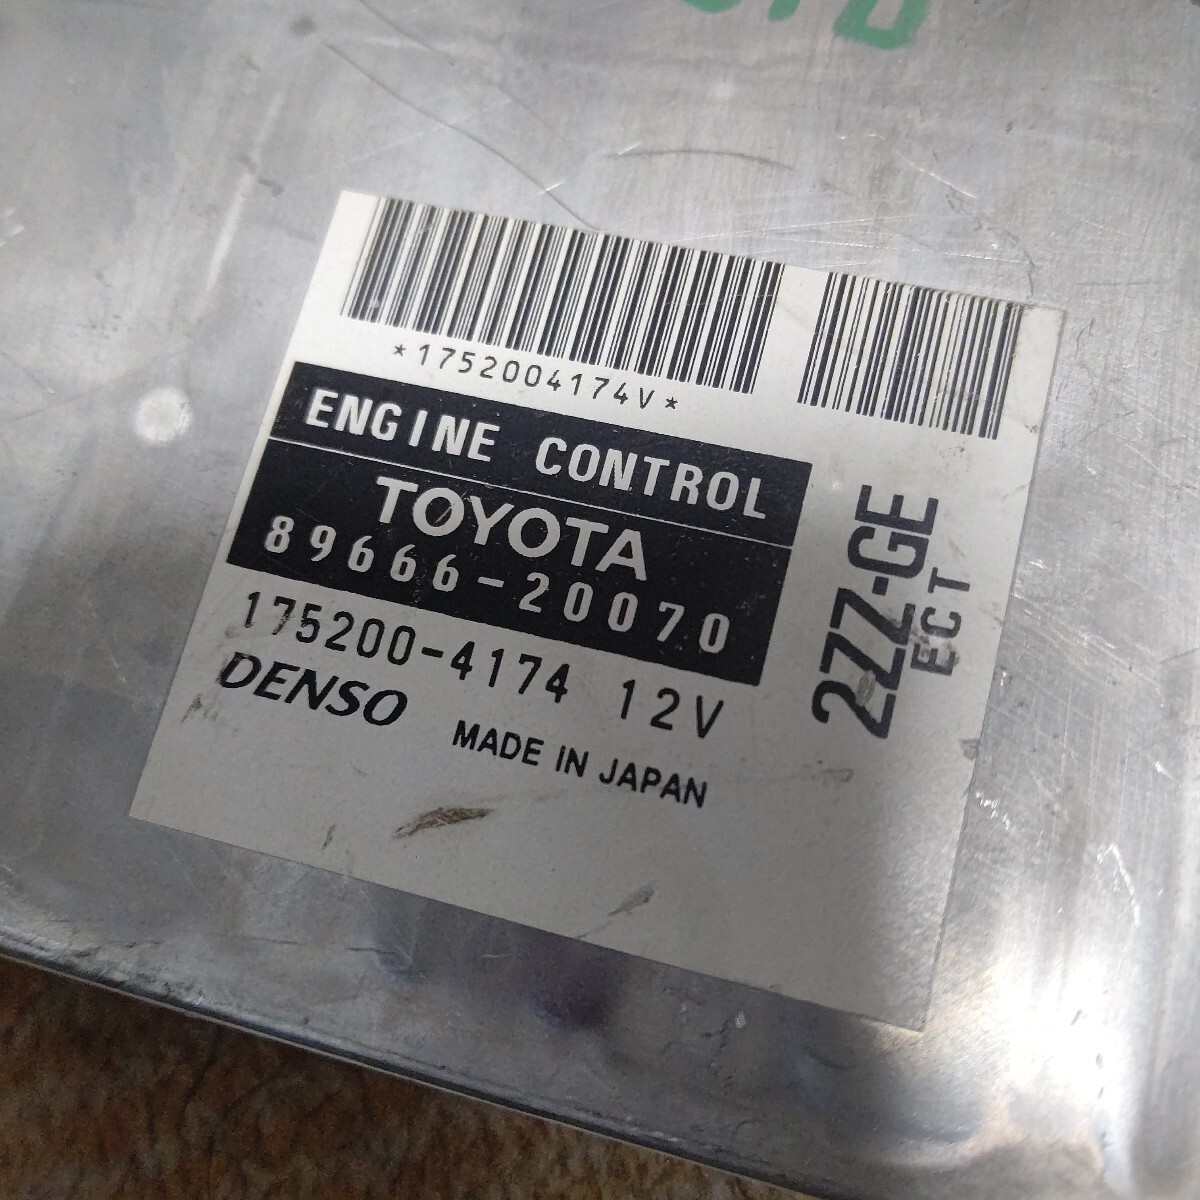 *1752004174V*
ENGINE CONTROL
TOYOTA
89666-20070
175200-4174 12V
DENSO
MADE IN JAPAN
2ZZ-GE
ECT